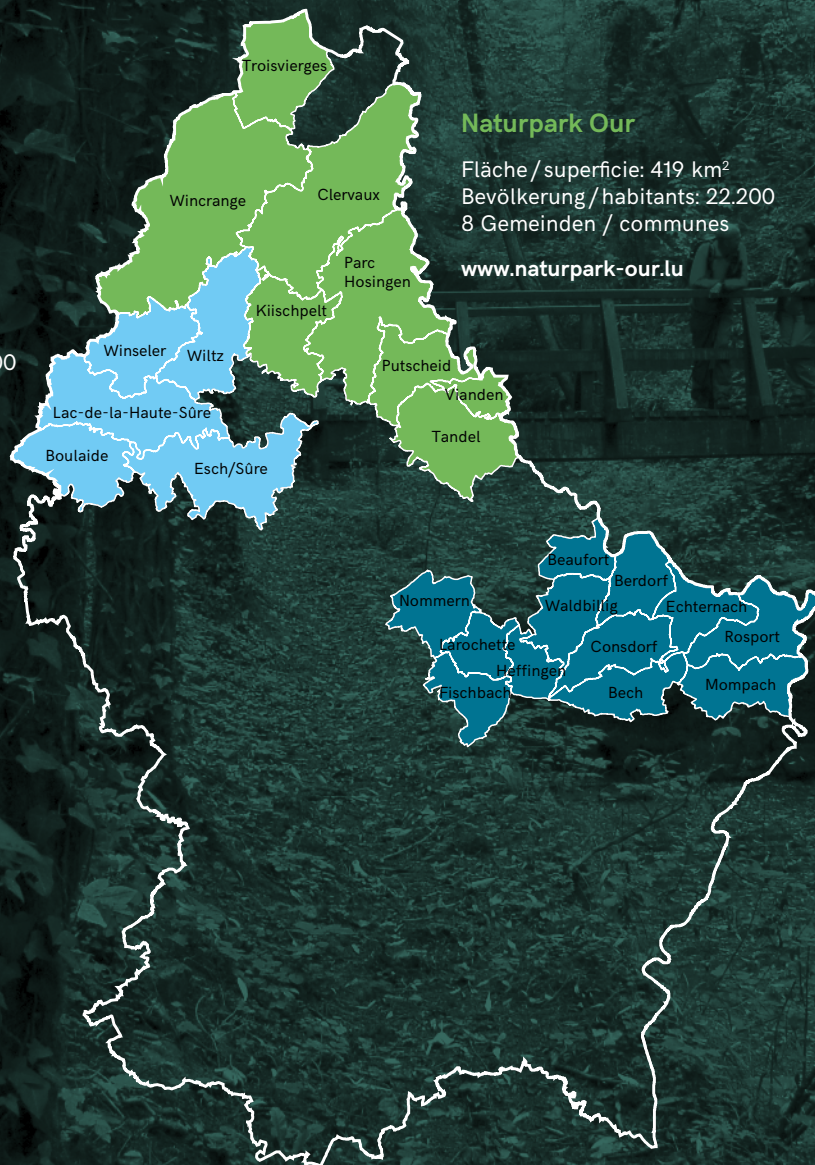 Troisvierges
Naturpark Our
Fläche / superficie: 419 km²
Bevölkerung / habitants: 22.200
8 Gemeinden / communes
www.naturpark-our.lu
Wincrange
Clervaux
Parc
Hosingen
Kiischpelt
Winseler
Wiltz
Putscheid
Vianden
Lac-de-la-Haute-Sûre
Tandel
Boulaide
Esch/Sûre
Beaufort
Berdorf
Nommern
Waldbillig
Echternach
Larochette
Consdorf
Rosport
Heffingen
Fischbach
Bech
Mompach